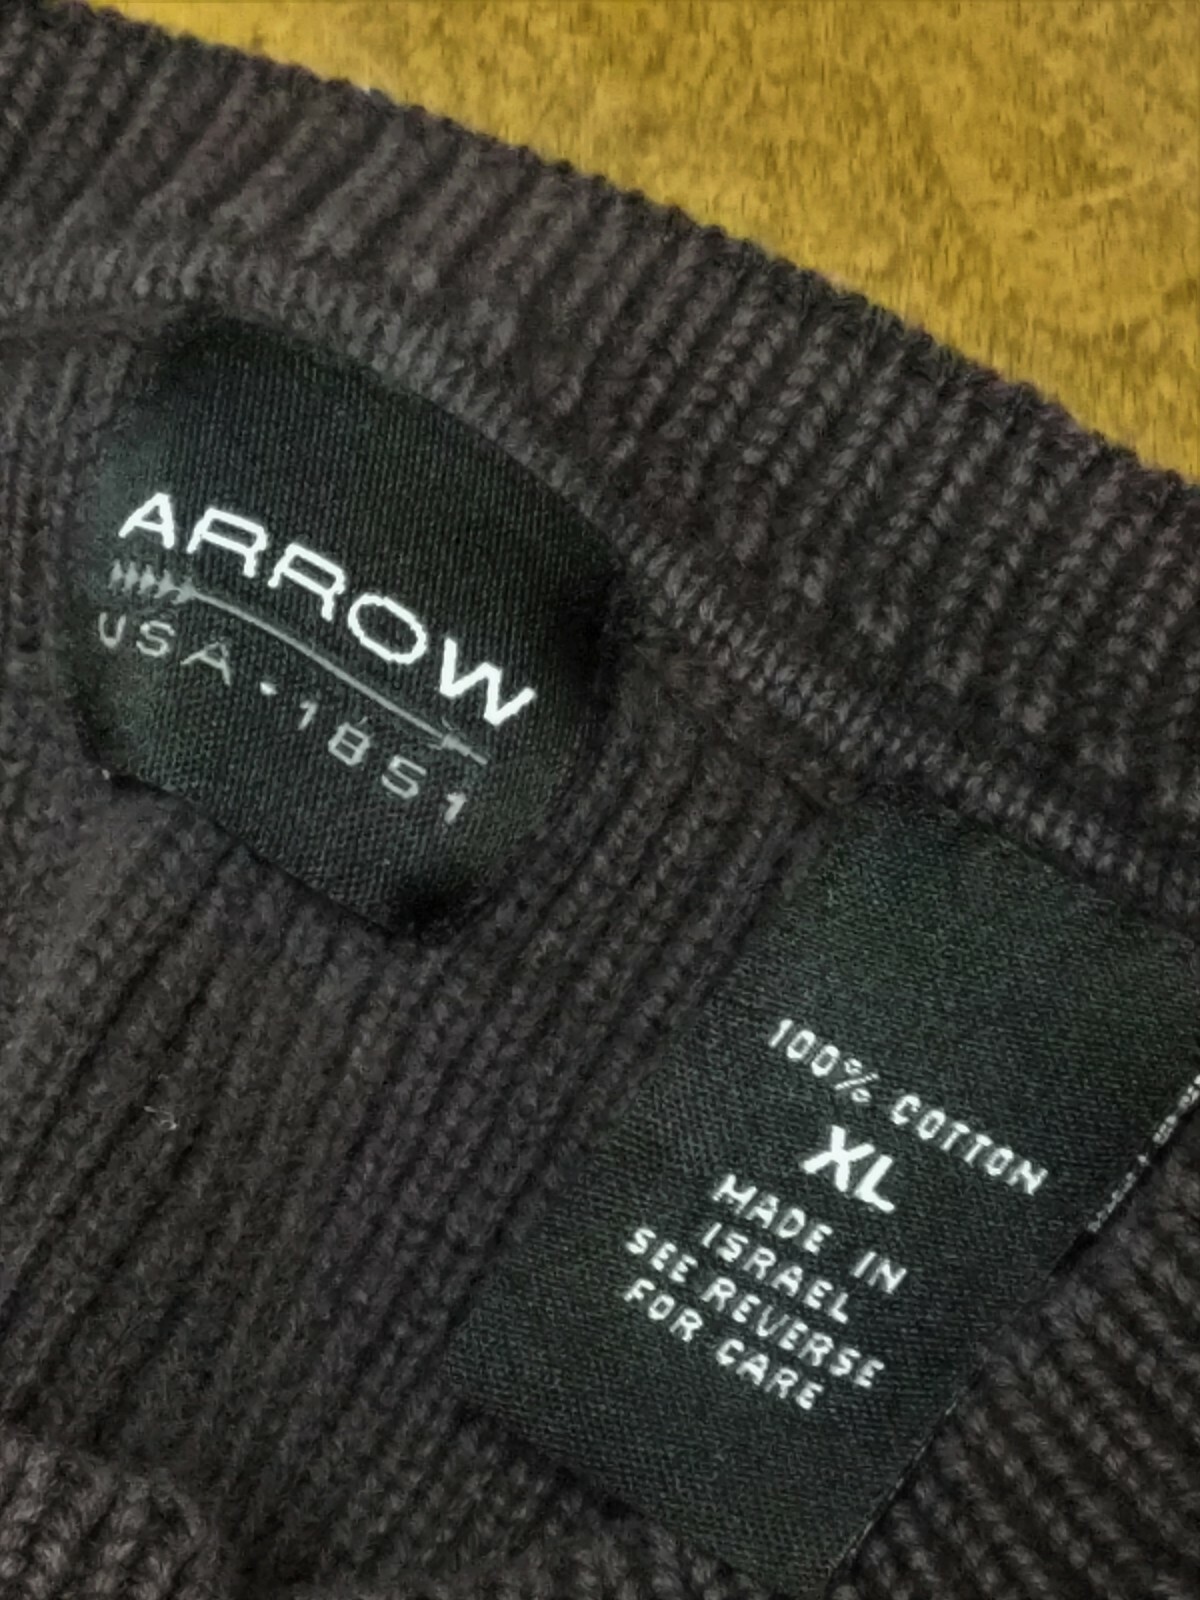 ARROW
USA·1851
100% COTTON
XL
MADE IN
ISRAEL
SEE REVERSE
FOR CARE